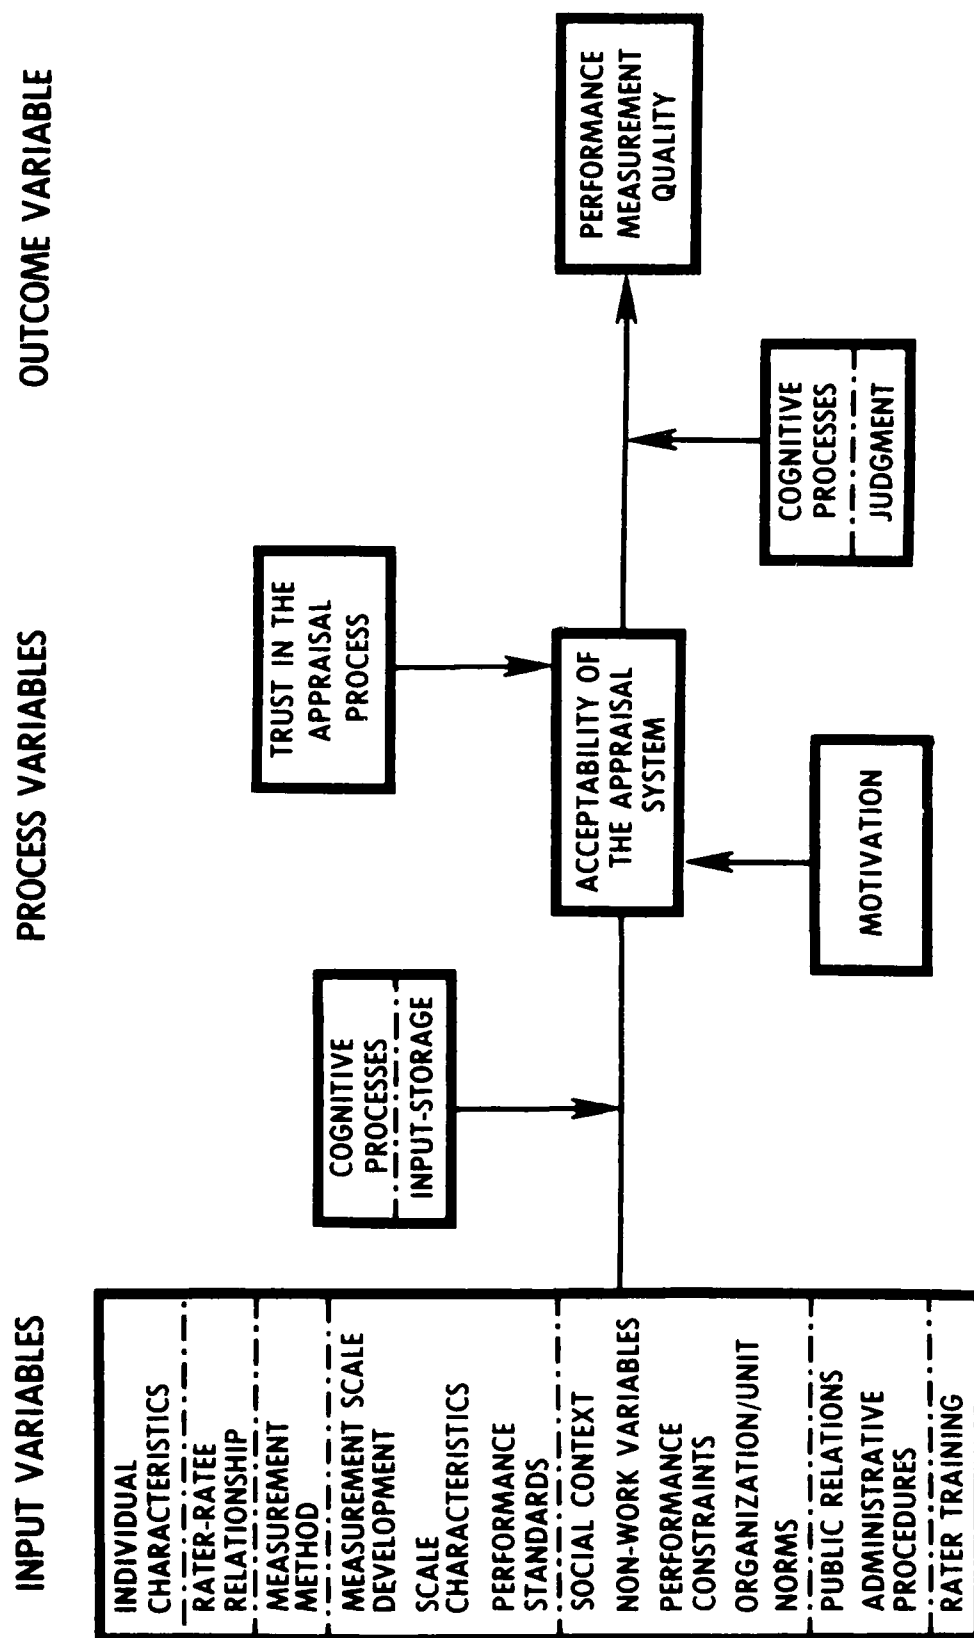 INPUT VARIABLES
INDIVIDUAL
CHARACTERISTICS
RATER-RATEE
RELATIONSHIP
MEASUREMENT
METHOD
MEASUREMENT SCALE
DEVELOPMENT
SCALE
CHARACTERISTICS
PERFORMANCE
STANDARDS
SOCIAL CONTEXT
NON-WORK VARIABLES
PERFORMANCE
CONSTRAINTS
ORGANIZATION/UNIT
NORMS
PUBLIC RELATIONS
ADMINISTRATIVE
PROCEDURES
RATER TRAINING
PROCESS VARIABLES
COGNITIVE
PROCESSES
INPUT-STORAGE
TRUST IN THE
APPRAISAL
PROCESS
ACCEPTABILITY OF
THE APPRAISAL
SYSTEM
MOTIVATION
COGNITIVE
PROCESSES
JUDGMENT
OUTCOME VARIABLE
PERFORMANCE
MEASUREMENT
QUALITY